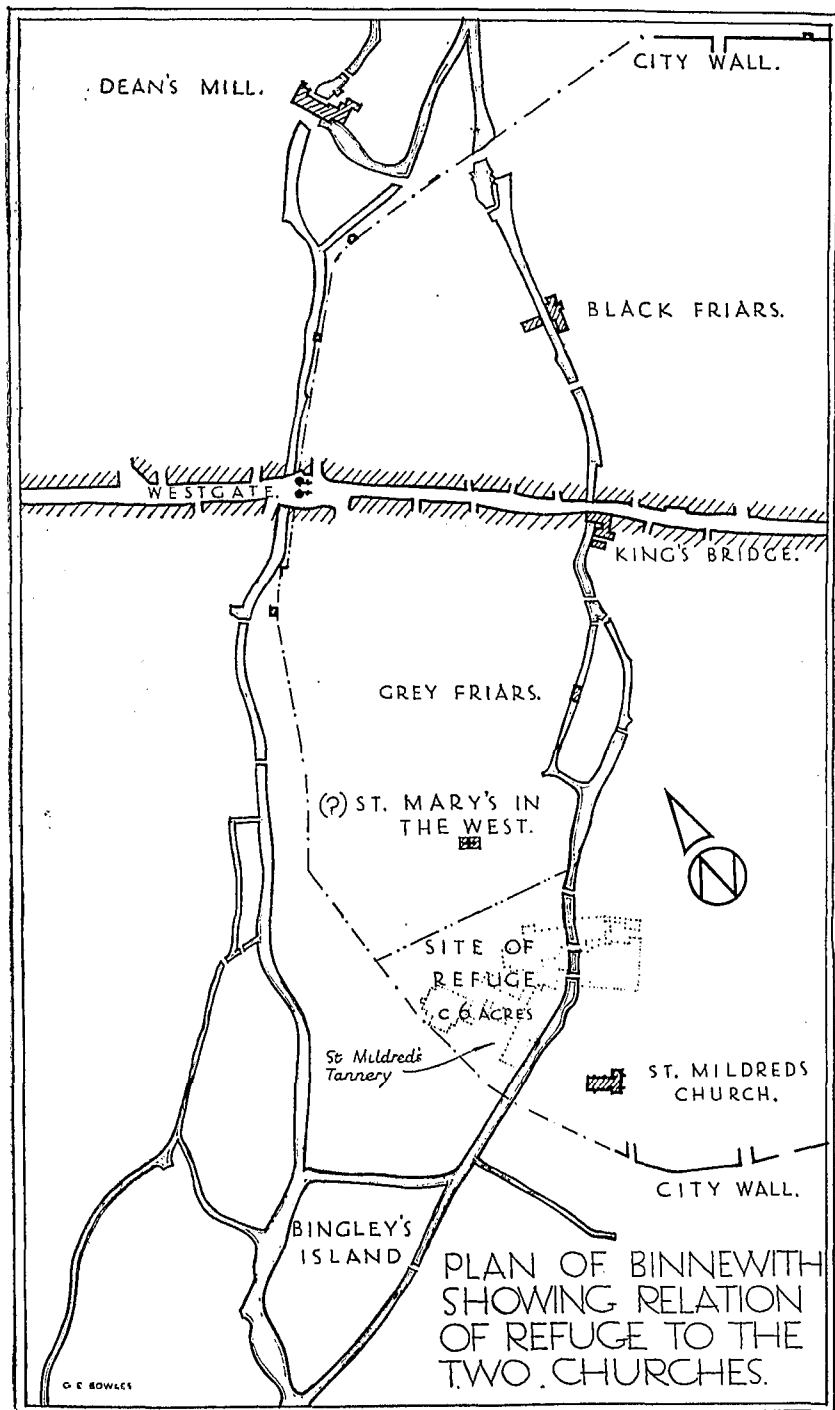 CITY WALL.
DEAN'S MILL.
BLACK FRIARS.
WESTGATE.
KING'S BRIDGE.
GREY FRIARS.
(?) ST. MARY'S IN
THE WEST.
N
SITE OF
REFUGE.
C 6 ACRES
St Mildred's
Tannery
ST. MILDREDS
CHURCH.
CITY WALL.
BINGLEY'S
ISLAND
PLAN OF BINNEWITH
SHOWING RELATION
OF REFUGE TO THE
TWO CHURCHES.
G E BOWLES